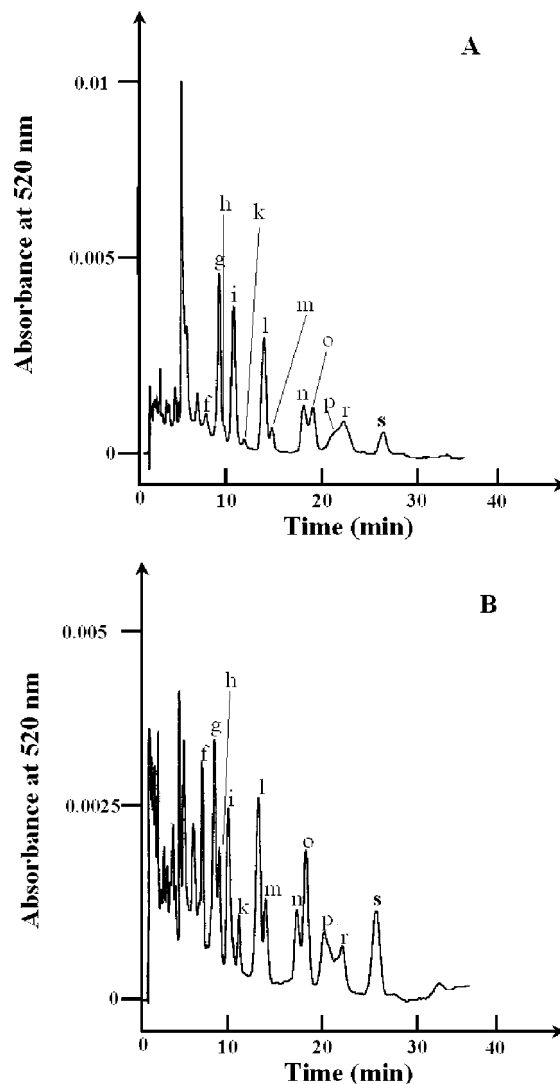 A
0.01
0.005
0
Absorbance at 520 nm
f
g
h
i
k
l
m
n
o
p
r
s
0 10 20 30 40
Time (min)
B
0.005
0.0025
0
Absorbance at 520 nm
f
g
h
i
k
l
m
n
o
p
r
s
0 10 20 30 40
Time (min)